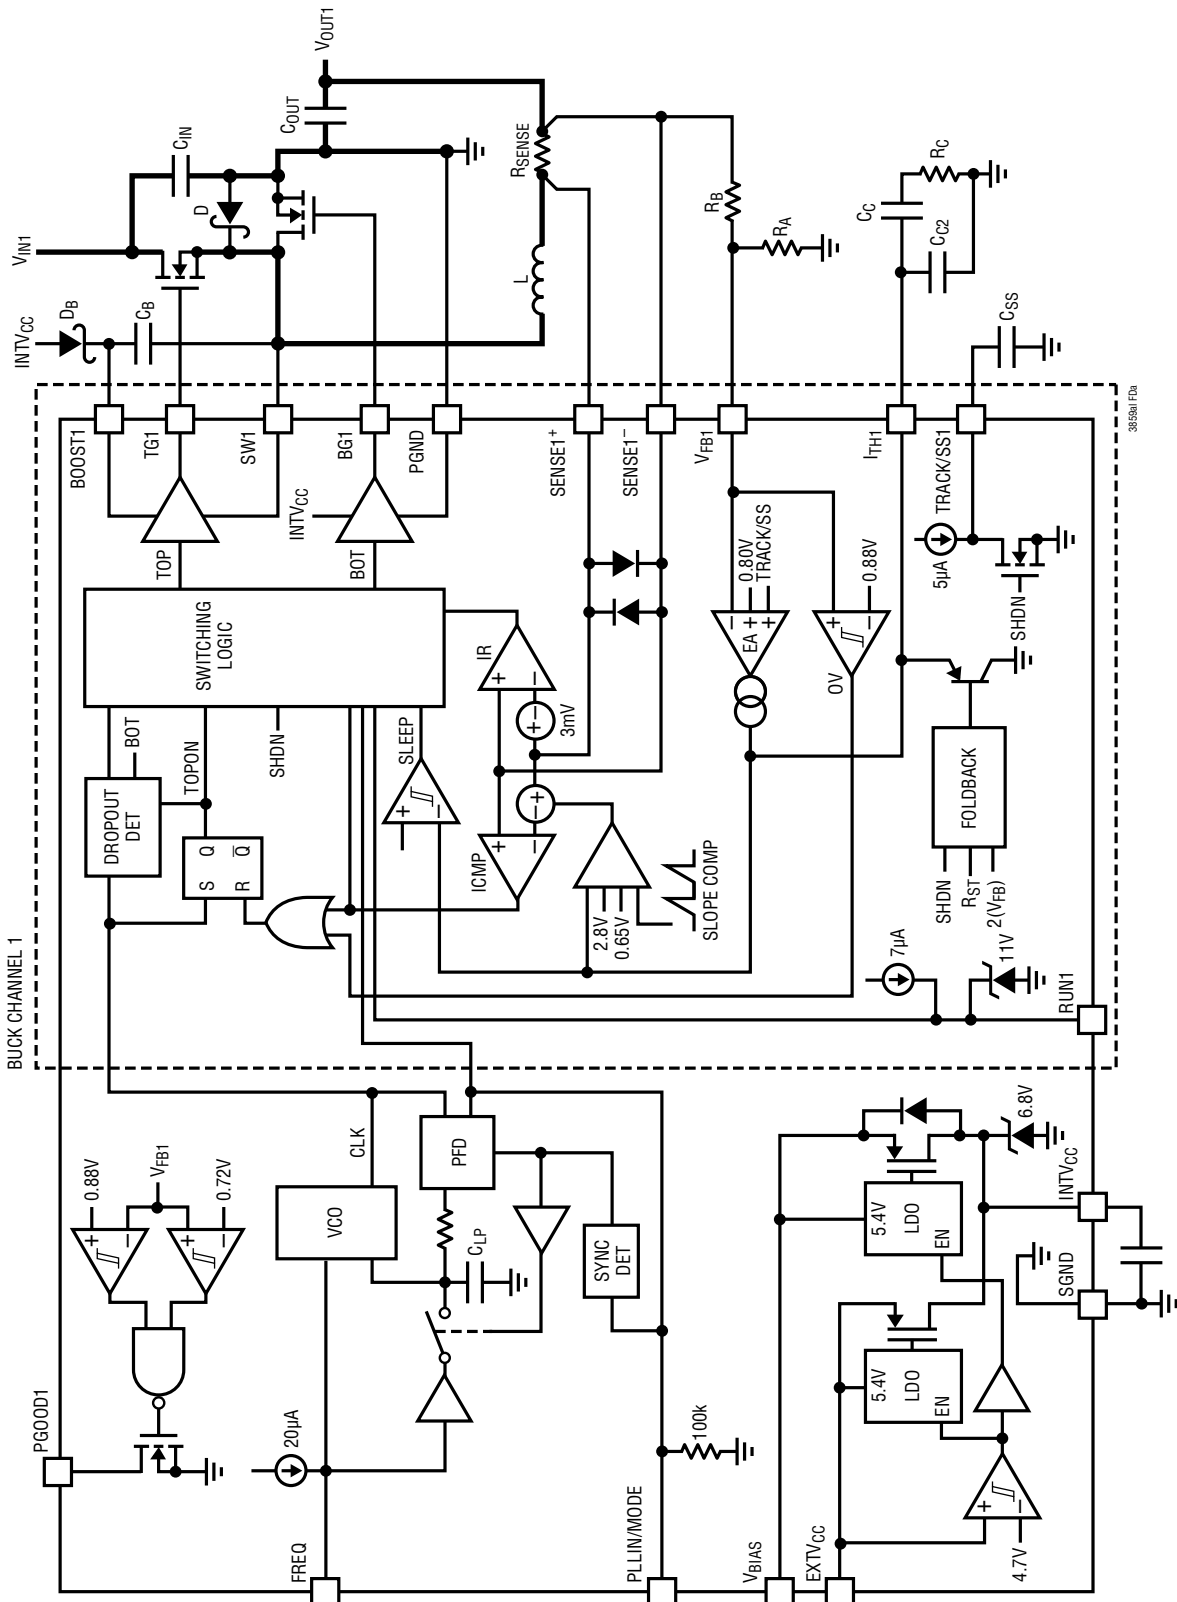 BUCK CHANNEL 1
INTVCC
VIN1
VOUT1
DB
CB
D
CIN
COUT
RSENSE
L
RB
RA
CC
RC
CC2
CSS
BOOST1
TG1
SW1
BG1
PGND
SENSE1+
SENSE1−
VFB1
ITH1
TRACK/SS1
3859al FDa
TOP
INTVCC
BOT
SWITCHING
LOGIC
DROPOUT
DET
BOT
TOPON
S Q
R Q̅
SHDN
SLEEP
+
−
IR
+
−
+ −
3mV
− +
ICMP
+
−
2.8V
0.65V
SLOPE COMP
−
+
+
EA
0.80V
TRACK/SS
+
−
OV
0.88V
5µA
SHDN
FOLDBACK
SHDN
RST
2(VFB)
7µA
11V
RUN1
PGOOD1
0.88V
+
−
VFB1
+
−
0.72V
VCO
CLK
PFD
CLP
SYNC
DET
20µA
FREQ
PLLIN/MODE
100k
VBIAS
EXTVCC
4.7V
+
−
5.4V
LDO
EN
5.4V
LDO
EN
6.8V
SGND
INTVCC